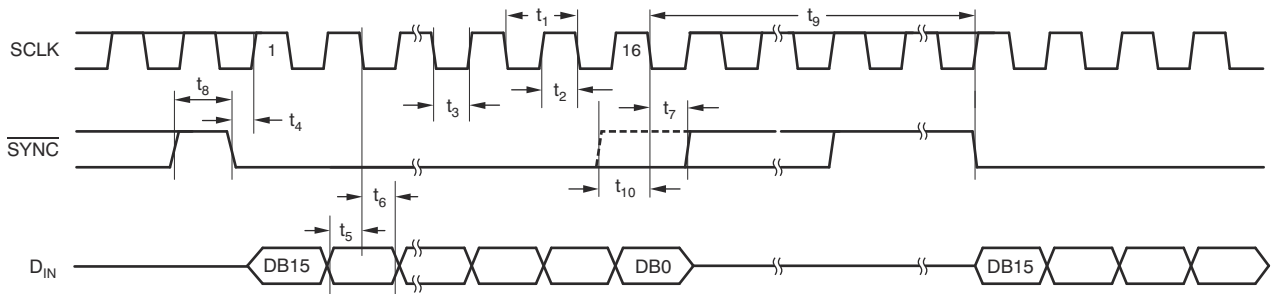 t1 t9
SCLK 1 16
t8 t4 t3 t2 t7
SYNC
t10
t6
t5
DIN DB15 DB0 DB15